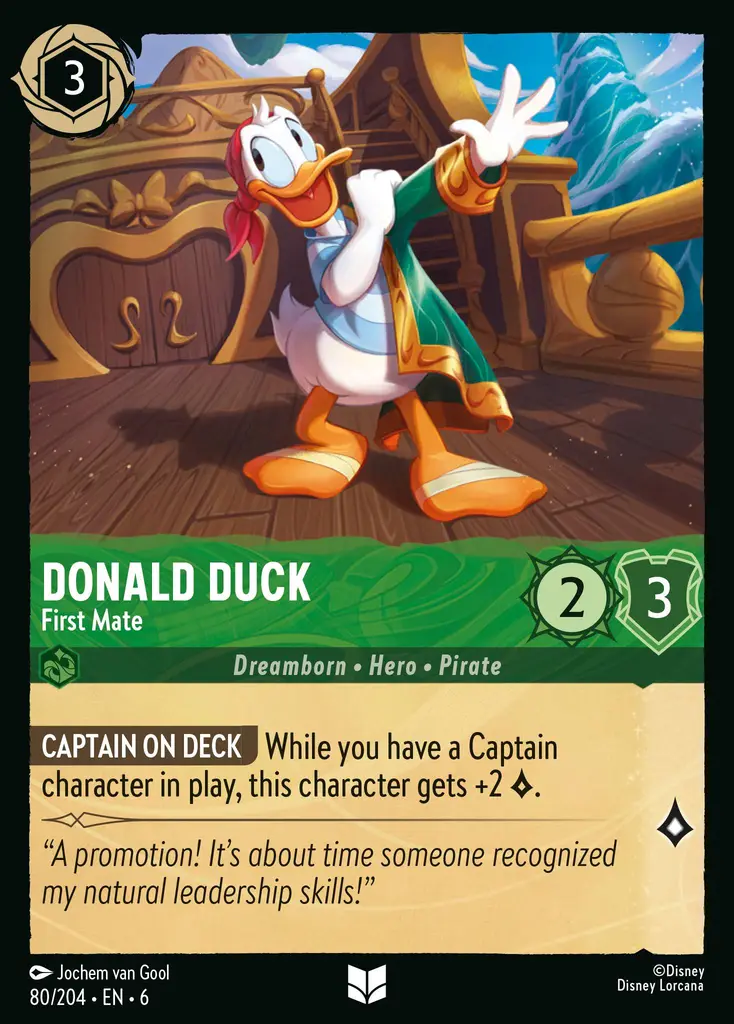 3
DONALD DUCK
First Mate
2
3
Dreamborn • Hero • Pirate
CAPTAIN ON DECK While you have a Captain
character in play, this character gets +2 .
“A promotion! It’s about time someone recognized
my natural leadership skills!”
Jochem van Gool
80/204 • EN • 6
©Disney
Disney Lorcana